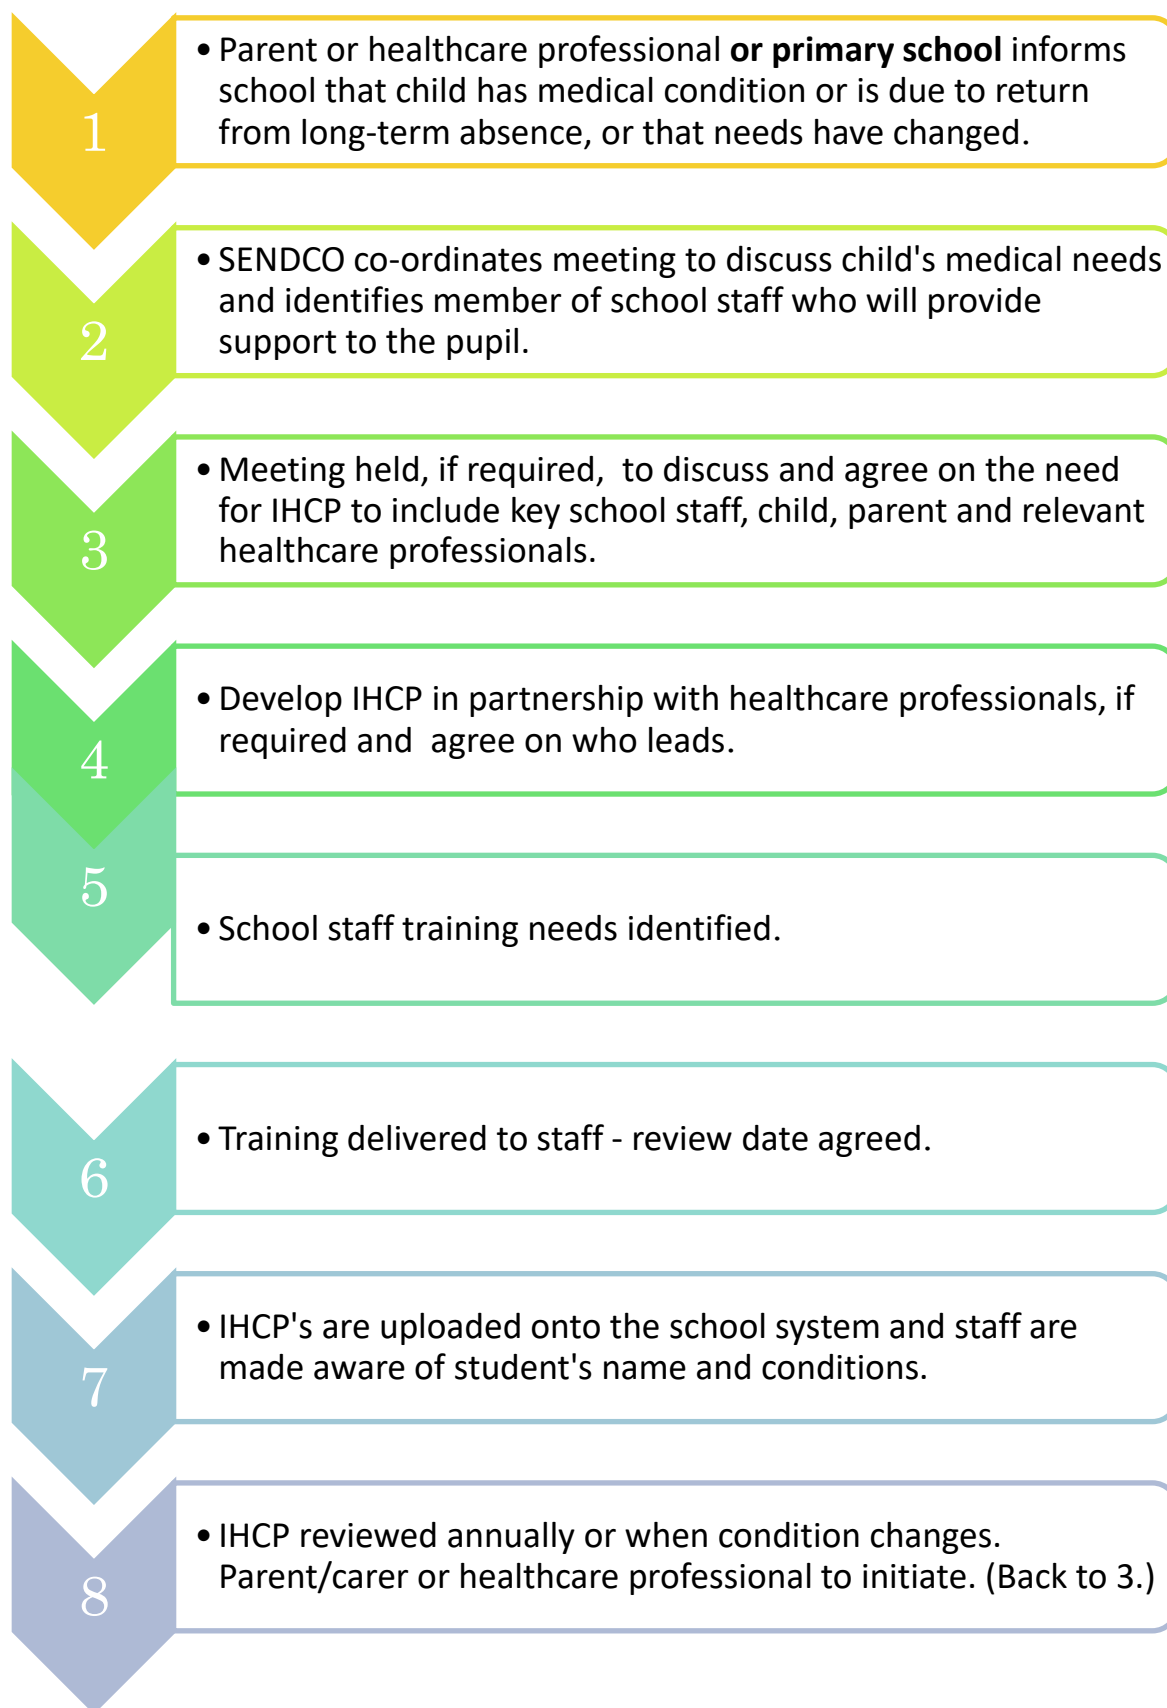 1
• Parent or healthcare professional or primary school informs
school that child has medical condition or is due to return
from long-term absence, or that needs have changed.
2
• SENDCO co-ordinates meeting to discuss child's medical needs
and identifies member of school staff who will provide
support to the pupil.
3
• Meeting held, if required,  to discuss and agree on the need
for IHCP to include key school staff, child, parent and relevant
healthcare professionals.
4
• Develop IHCP in partnership with healthcare professionals, if
required and  agree on who leads.
5
• School staff training needs identified.
6
• Training delivered to staff - review date agreed.
7
• IHCP's are uploaded onto the school system and staff are
made aware of student's name and conditions.
8
• IHCP reviewed annually or when condition changes.
Parent/carer or healthcare professional to initiate. (Back to 3.)